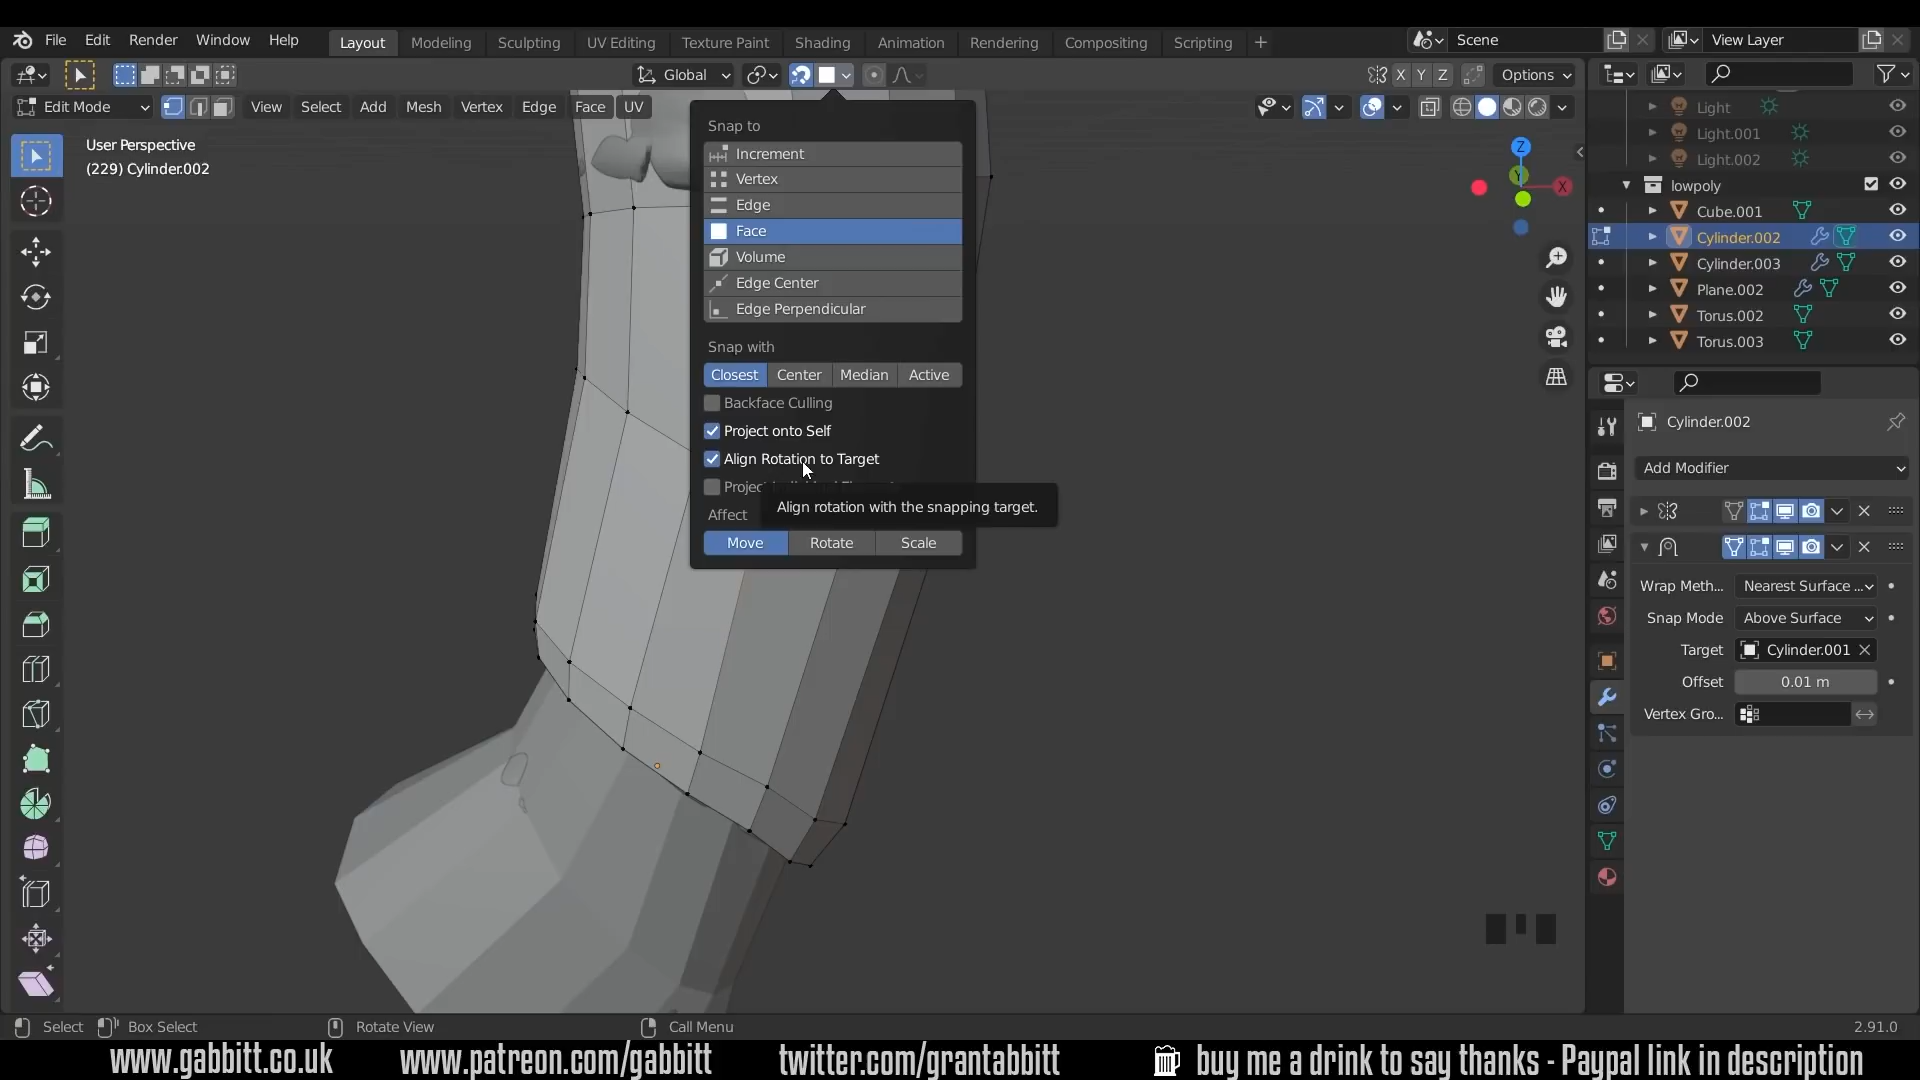 File Edit Render Window Help Layout Modeling Sculpting UV Editing Texture Paint Shading Animation Rendering Compositing Scripting + Scene View Layer
Global X Y Z Options
Edit Mode View Select Add Mesh Vertex Edge Face UV
User Perspective
(229) Cylinder.002
Snap to
Increment
Vertex
Edge
Face
Volume
Edge Center
Edge Perpendicular
Snap with
Closest Center Median Active
Backface Culling
Project onto Self
Align Rotation to Target
Align rotation with the snapping target.
Affect
Move Rotate Scale
Z
Y
X
Light
Light.001
Light.002
lowpoly
Cube.001
Cylinder.002
Cylinder.003
Plane.002
Torus.002
Torus.003
Cylinder.002
Add Modifier
Wrap Meth... Nearest Surface ...
Snap Mode Above Surface
Target Cylinder.001
Offset 0.01 m
Vertex Gro...
Select Box Select Rotate View Call Menu 2.91.0
www.gabbitt.co.uk www.patreon.com/gabbitt twitter.com/grantabbitt buy me a drink to say thanks - Paypal link in description